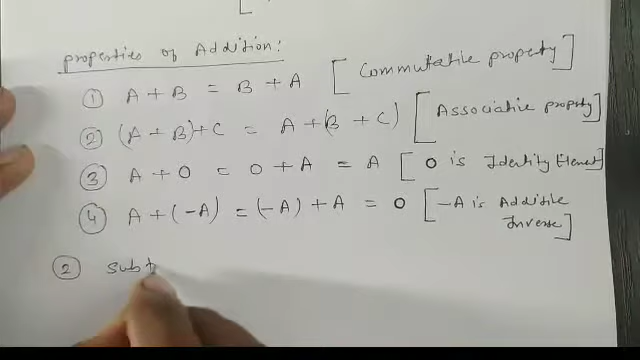 Properties of Addition:
① A + B = B + A [Commutative property]
② (A + B) + C = A + (B + C) [Associative property]
③ A + 0 = 0 + A = A [0 is Identity Element]
④ A + (-A) = (-A) + A = 0 [-A is Additive Inverse]
② Subt